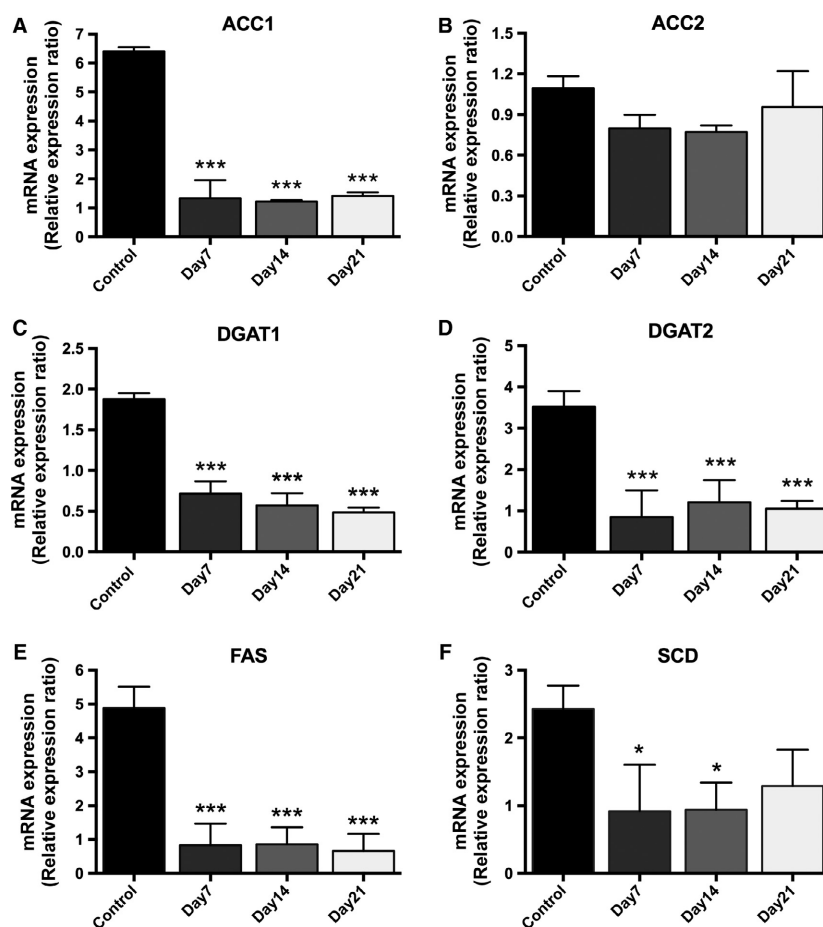 A
ACC1
mRNA expression
(Relative expression ratio)
7
6
5
4
3
2
1
0
***
***
***
Control
Day7
Day14
Day21
B
ACC2
mRNA expression
(Relative expression ratio)
1.5
1.2
0.9
0.6
0.3
0.0
Control
Day7
Day14
Day21
C
DGAT1
mRNA expression
(Relative expression ratio)
2.5
2.0
1.5
1.0
0.5
0.0
***
***
***
Control
Day7
Day14
Day21
D
DGAT2
mRNA expression
(Relative expression ratio)
5
4
3
2
1
0
***
***
***
Control
Day7
Day14
Day21
E
FAS
mRNA expression
(Relative expression ratio)
6
5
4
3
2
1
0
***
***
***
Control
Day7
Day14
Day21
F
SCD
mRNA expression
(Relative expression ratio)
3
2
1
0
*
*
Control
Day7
Day14
Day21